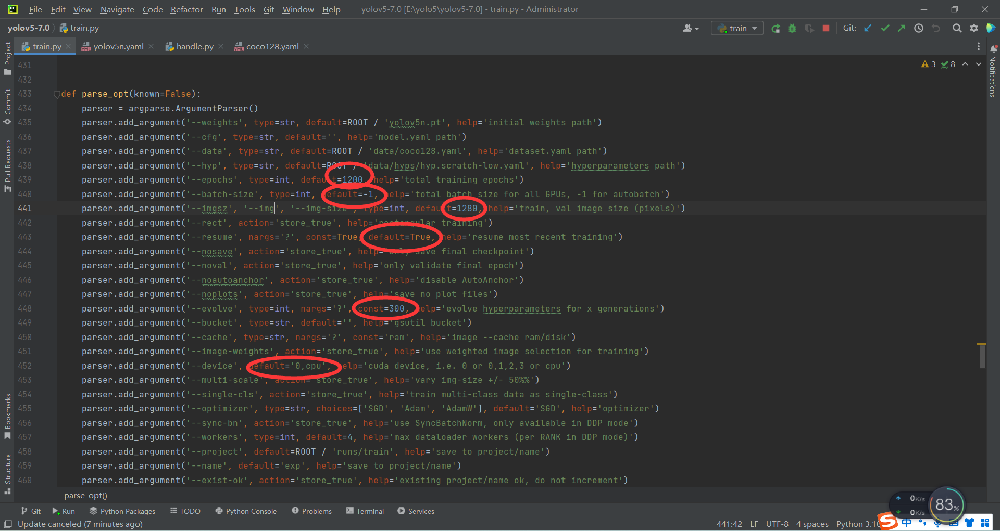 File Edit View Navigate Code Refactor Run Tools Git Window Help yolov5-7.0 [E:\yolo5\yolov5-7.0] - train.py - Administrator
yolov5-7.0 train.py train Git:
train.py yolov5n.yaml handle.py coco128.yaml
Project
Commit
Pull Requests
Bookmarks
Structure
Notifications
3 8
431
432
433 def parse_opt(known=False):
434 parser = argparse.ArgumentParser()
435 parser.add_argument('--weights', type=str, default=ROOT / 'yolov5n.pt', help='initial weights path')
436 parser.add_argument('--cfg', type=str, default='', help='model.yaml path')
437 parser.add_argument('--data', type=str, default=ROOT / 'data/coco128.yaml', help='dataset.yaml path')
438 parser.add_argument('--hyp', type=str, default=ROOT / 'data/hyps/hyp.scratch-low.yaml', help='hyperparameters path')
439 parser.add_argument('--epochs', type=int, default=1200, help='total training epochs')
440 parser.add_argument('--batch-size', type=int, default=-1, help='total batch size for all GPUs, -1 for autobatch')
441 parser.add_argument('--imgsz', '--img', '--img-size', type=int, default=1280, help='train, val image size (pixels)')
442 parser.add_argument('--rect', action='store_true', help='rectangular training')
443 parser.add_argument('--resume', nargs='?', const=True, default=True, help='resume most recent training')
444 parser.add_argument('--nosave', action='store_true', help='only save final checkpoint')
445 parser.add_argument('--noval', action='store_true', help='only validate final epoch')
446 parser.add_argument('--noautoanchor', action='store_true', help='disable AutoAnchor')
447 parser.add_argument('--noplots', action='store_true', help='save no plot files')
448 parser.add_argument('--evolve', type=int, nargs='?', const=300, help='evolve hyperparameters for x generations')
449 parser.add_argument('--bucket', type=str, default='', help='gsutil bucket')
450 parser.add_argument('--cache', type=str, nargs='?', const='ram', help='image --cache ram/disk')
451 parser.add_argument('--image-weights', action='store_true', help='use weighted image selection for training')
452 parser.add_argument('--device', default='0,cpu', help='cuda device, i.e. 0 or 0,1,2,3 or cpu')
453 parser.add_argument('--multi-scale', action='store_true', help='vary img-size +/- 50%%')
454 parser.add_argument('--single-cls', action='store_true', help='train multi-class data as single-class')
455 parser.add_argument('--optimizer', type=str, choices=['SGD', 'Adam', 'AdamW'], default='SGD', help='optimizer')
456 parser.add_argument('--sync-bn', action='store_true', help='use SyncBatchNorm, only available in DDP mode')
457 parser.add_argument('--workers', type=int, default=4, help='max dataloader workers (per RANK in DDP mode)')
458 parser.add_argument('--project', default=ROOT / 'runs/train', help='save to project/name')
459 parser.add_argument('--name', default='exp', help='save to project/name')
460 parser.add_argument('--exist-ok', action='store_true', help='existing project/name ok, do not increment')
parse_opt()
0K/s
0K/s
83%
Git Run Python Packages TODO Python Console Problems Terminal Services
Update canceled (7 minutes ago) 441:42 LF UTF-8 4 spaces Python 3.10
中